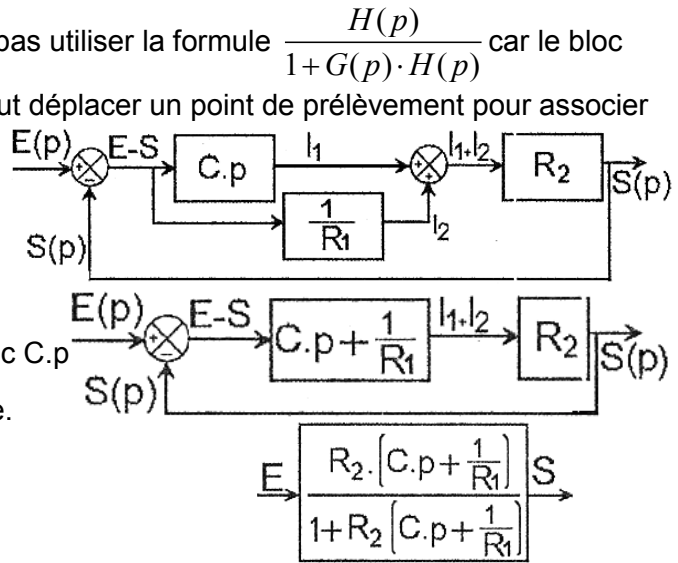 pas utiliser la formule H(p) / 1+G(p)·H(p) car le bloc
ut déplacer un point de prélèvement pour associer
E(p) + − E-S C.p I₁ + + I₁+I₂ R₂ S(p)
1/R₁ I₂
S(p)
E(p) + − E-S C.p+1/R₁ I₁+I₂ R₂ S(p)
c C.p
S(p)
e.
E R₂.(C.p+1/R₁) / 1+R₂(C.p+1/R₁) S